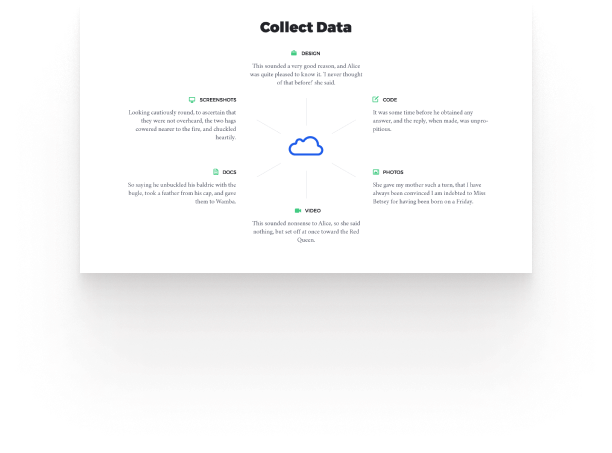 Collect Data
DESIGN
This sounded a very good reason, and Alice
was quite pleased to know it. 'I never thought
of that before!' she said.
SCREENSHOTS
Looking cautiously round, to ascertain that
they were not overheard, the two hags
cowered nearer to the fire, and chuckled
heartily.
CODE
It was some time before he obtained any
answer, and the reply, when made, was unpro-
pitious.
DOCS
So saying he unbuckled his baldric with the
bugle, took a feather from his cap, and gave
them to Wamba.
PHOTOS
She gave my mother such a turn, that I have
always been convinced I am indebted to Miss
Betsey for having been born on a Friday.
VIDEO
This sounded nonsense to Alice, so she said
nothing, but set off at once toward the Red
Queen.